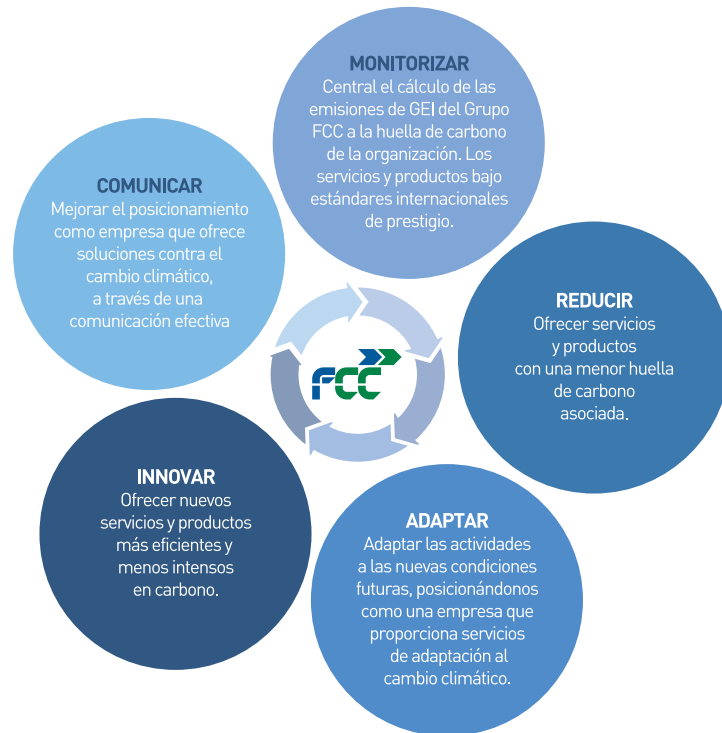 MONITORIZAR
Central el cálculo de las
emisiones de GEI del Grupo
FCC a la huella de carbono
de la organización. Los
servicios y productos bajo
estándares internacionales
de prestigio.
COMUNICAR
Mejorar el posicionamiento
como empresa que ofrece
soluciones contra el
cambio climático,
a través de una
comunicación efectiva
REDUCIR
Ofrecer servicios
y productos
con una menor huella
de carbono
asociada.
FCC
INNOVAR
Ofrecer nuevos
servicios y productos
más eficientes y
menos intensos
en carbono.
ADAPTAR
Adaptar las actividades
a las nuevas condiciones
futuras, posicionándonos
como una empresa que
proporciona servicios
de adaptación al
cambio climático.